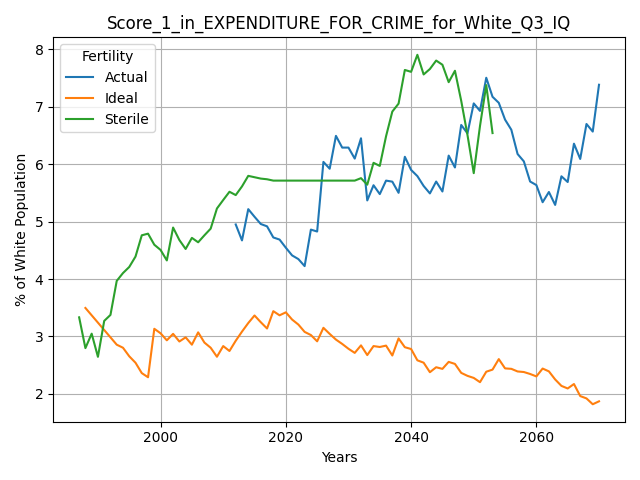 Score_1_in_EXPENDITURE_FOR_CRIME_for_White_Q3_IQ
Fertility
Actual
Ideal
Sterile
% of White Population
8
7
6
5
4
3
2
2000
2020
2040
2060
Years